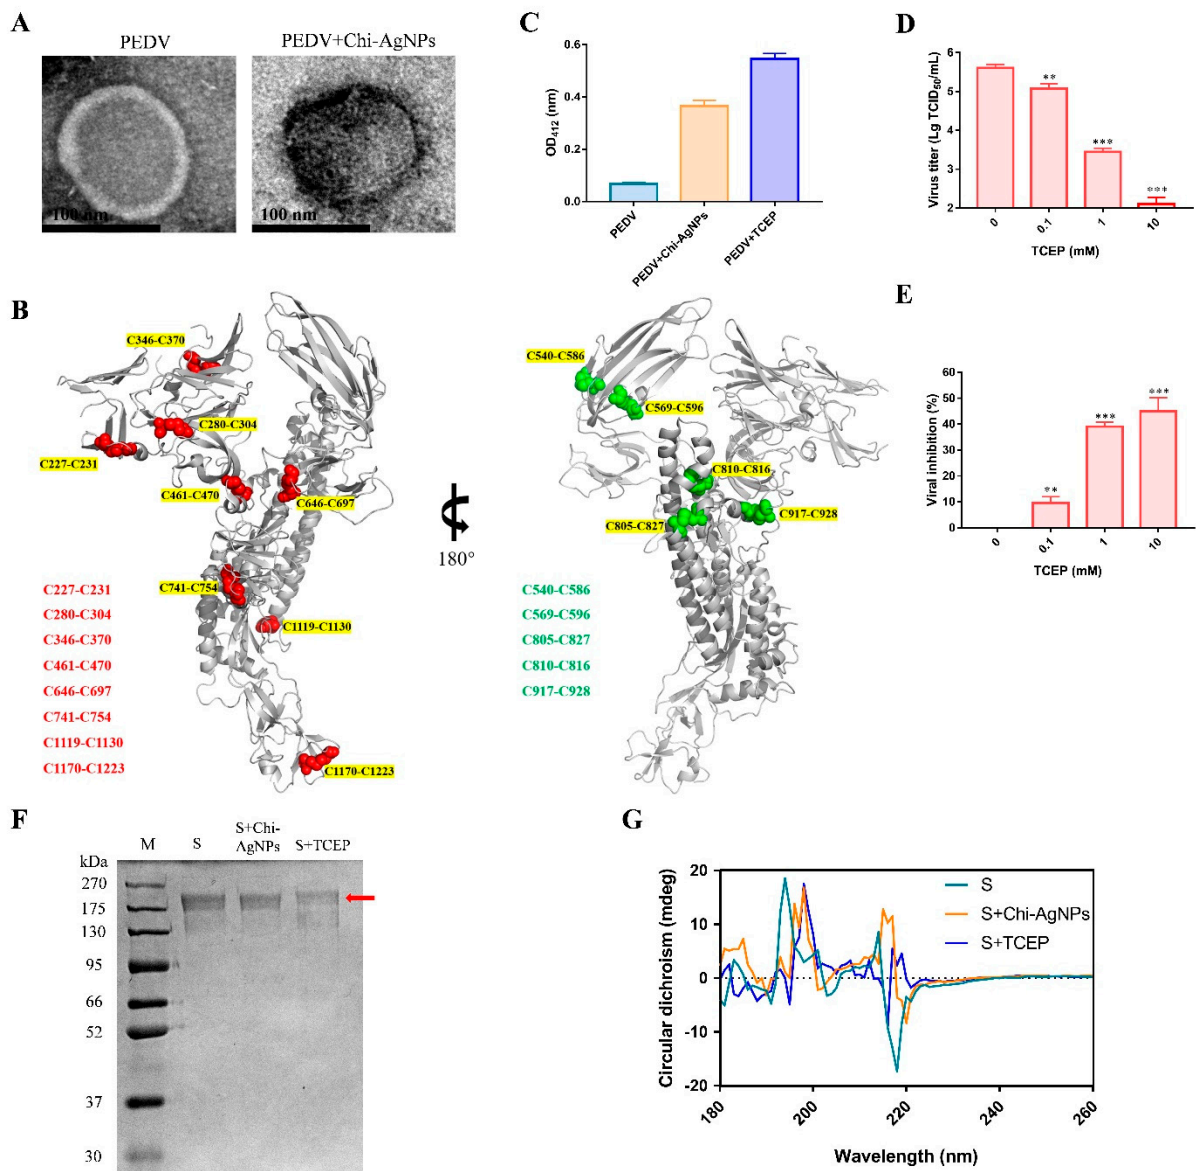 A
PEDV
PEDV+Chi-AgNPs
100 nm
100 nm
C
OD412 (nm)
0.6
0.4
0.2
0.0
PEDV
PEDV+Chi-AgNPs
PEDV+TCEP
D
Virus titer (Lg TCID50/mL)
6
5
4
3
2
0
0.1
1
10
**
***
***
TCEP (mM)
B
C346-C370
C280-C304
C227-C231
C461-C470
C646-C697
C741-C754
C1119-C1130
C1170-C1223
C227-C231
C280-C304
C346-C370
C461-C470
C646-C697
C741-C754
C1119-C1130
C1170-C1223
180°
C540-C586
C569-C596
C810-C816
C805-C827
C917-C928
C540-C586
C569-C596
C805-C827
C810-C816
C917-C928
E
Viral inhibition (%)
60
50
40
30
20
10
0
0
0.1
1
10
**
***
***
TCEP (mM)
F
kDa
M
S
S+Chi-
AgNPs
S+TCEP
270
175
130
95
66
52
37
30
G
Circular dichroism (mdeg)
20
10
0
-10
-20
180
200
220
240
260
S
S+Chi-AgNPs
S+TCEP
Wavelength (nm)